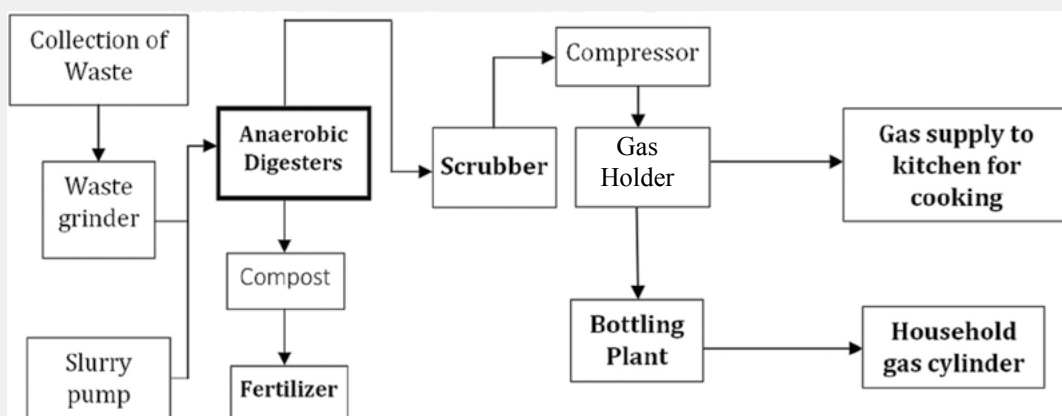 Collection of
Waste
Waste
grinder
Slurry
pump
Anaerobic
Digesters
Compost
Fertilizer
Scrubber
Compressor
Gas
Holder
Bottling
Plant
Gas supply to
kitchen for
cooking
Household
gas cylinder